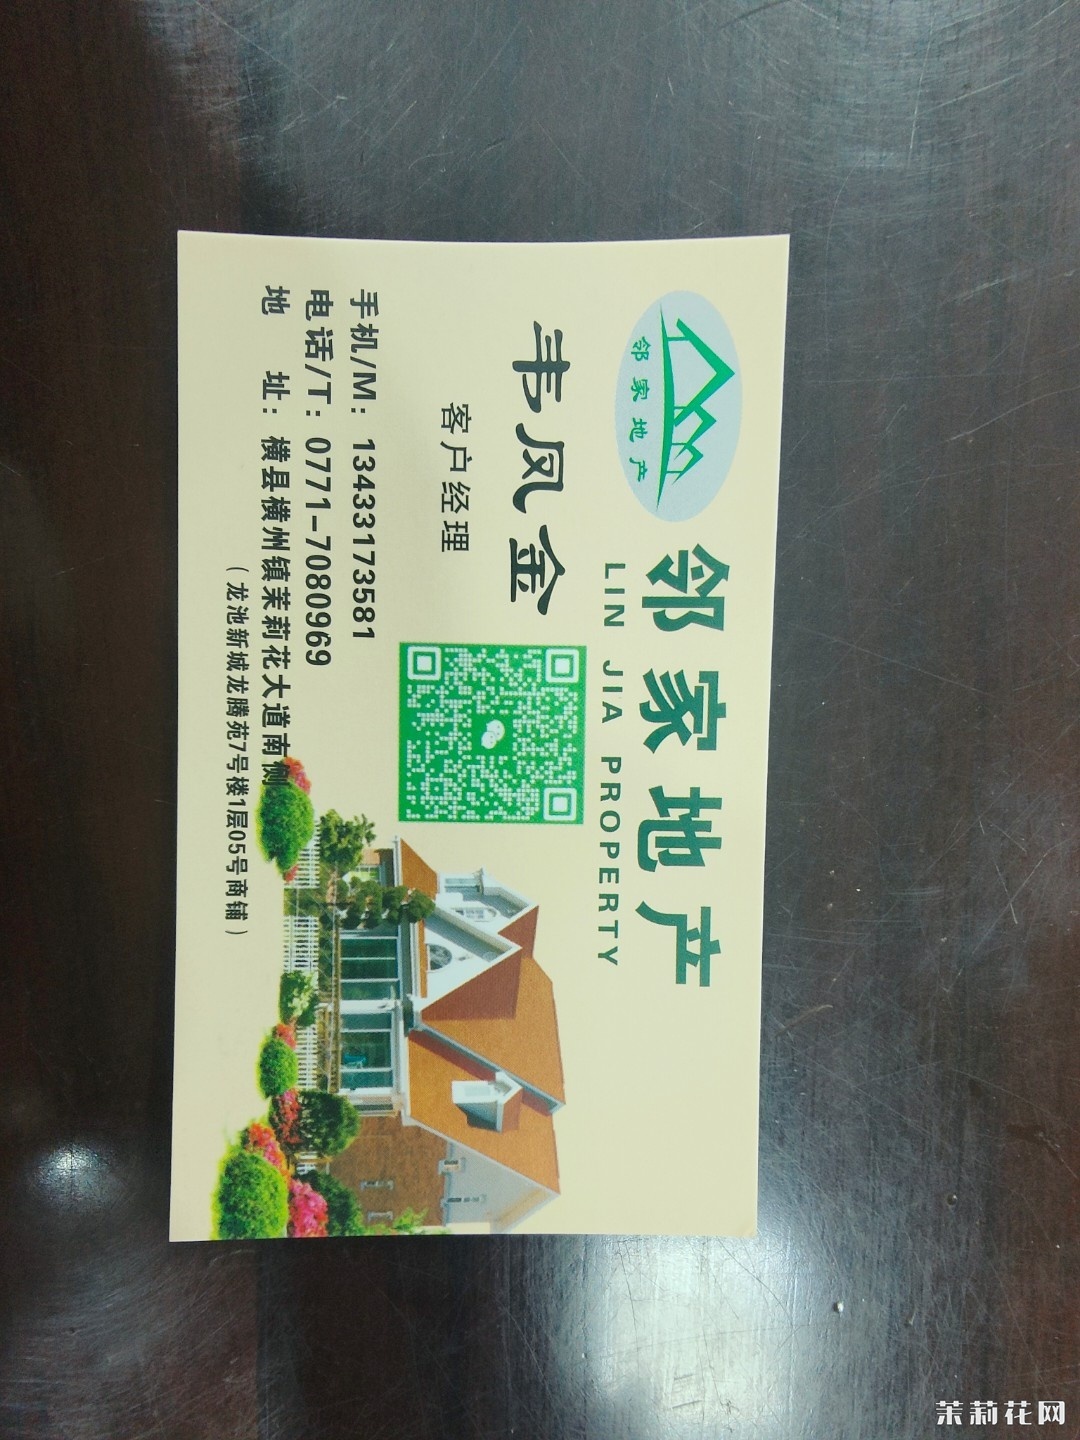 邻家地产
邻家地产
LIN JIA PROPERTY
韦凤金
客户经理
手机/M：13433173581
电话/T：0771-7080969
地 址：横县横州镇茉莉花大道南侧
（龙池新城龙腾苑7号楼1层05号商铺）
茉莉花网